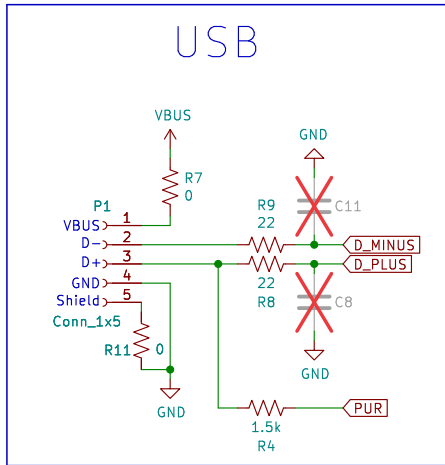 USB
VBUS
GND
R7
0
P1
R9
22
C11
VBUS 1
D- 2
D_MINUS
D+ 3
D_PLUS
GND 4
22
R8
C8
Shield 5
Conn_1x5
R11 0
GND
GND
PUR
1.5k
R4